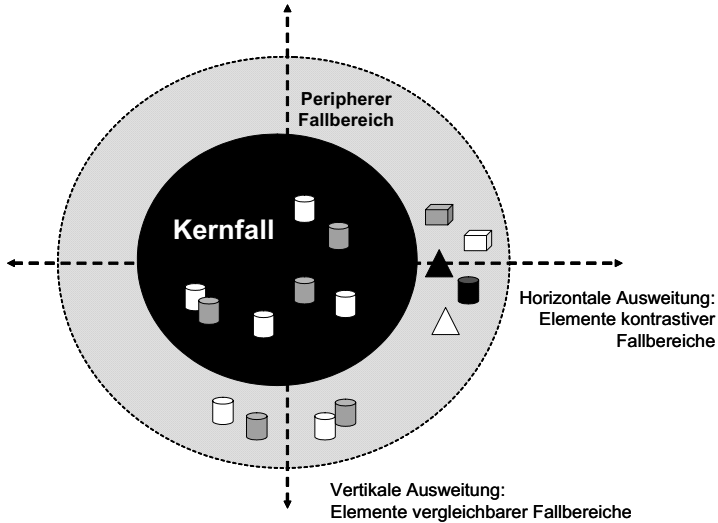 Peripherer
Fallbereich
Kernfall
Horizontale Ausweitung:
Elemente kontrastiver
Fallbereiche
Vertikale Ausweitung:
Elemente vergleichbarer Fallbereiche